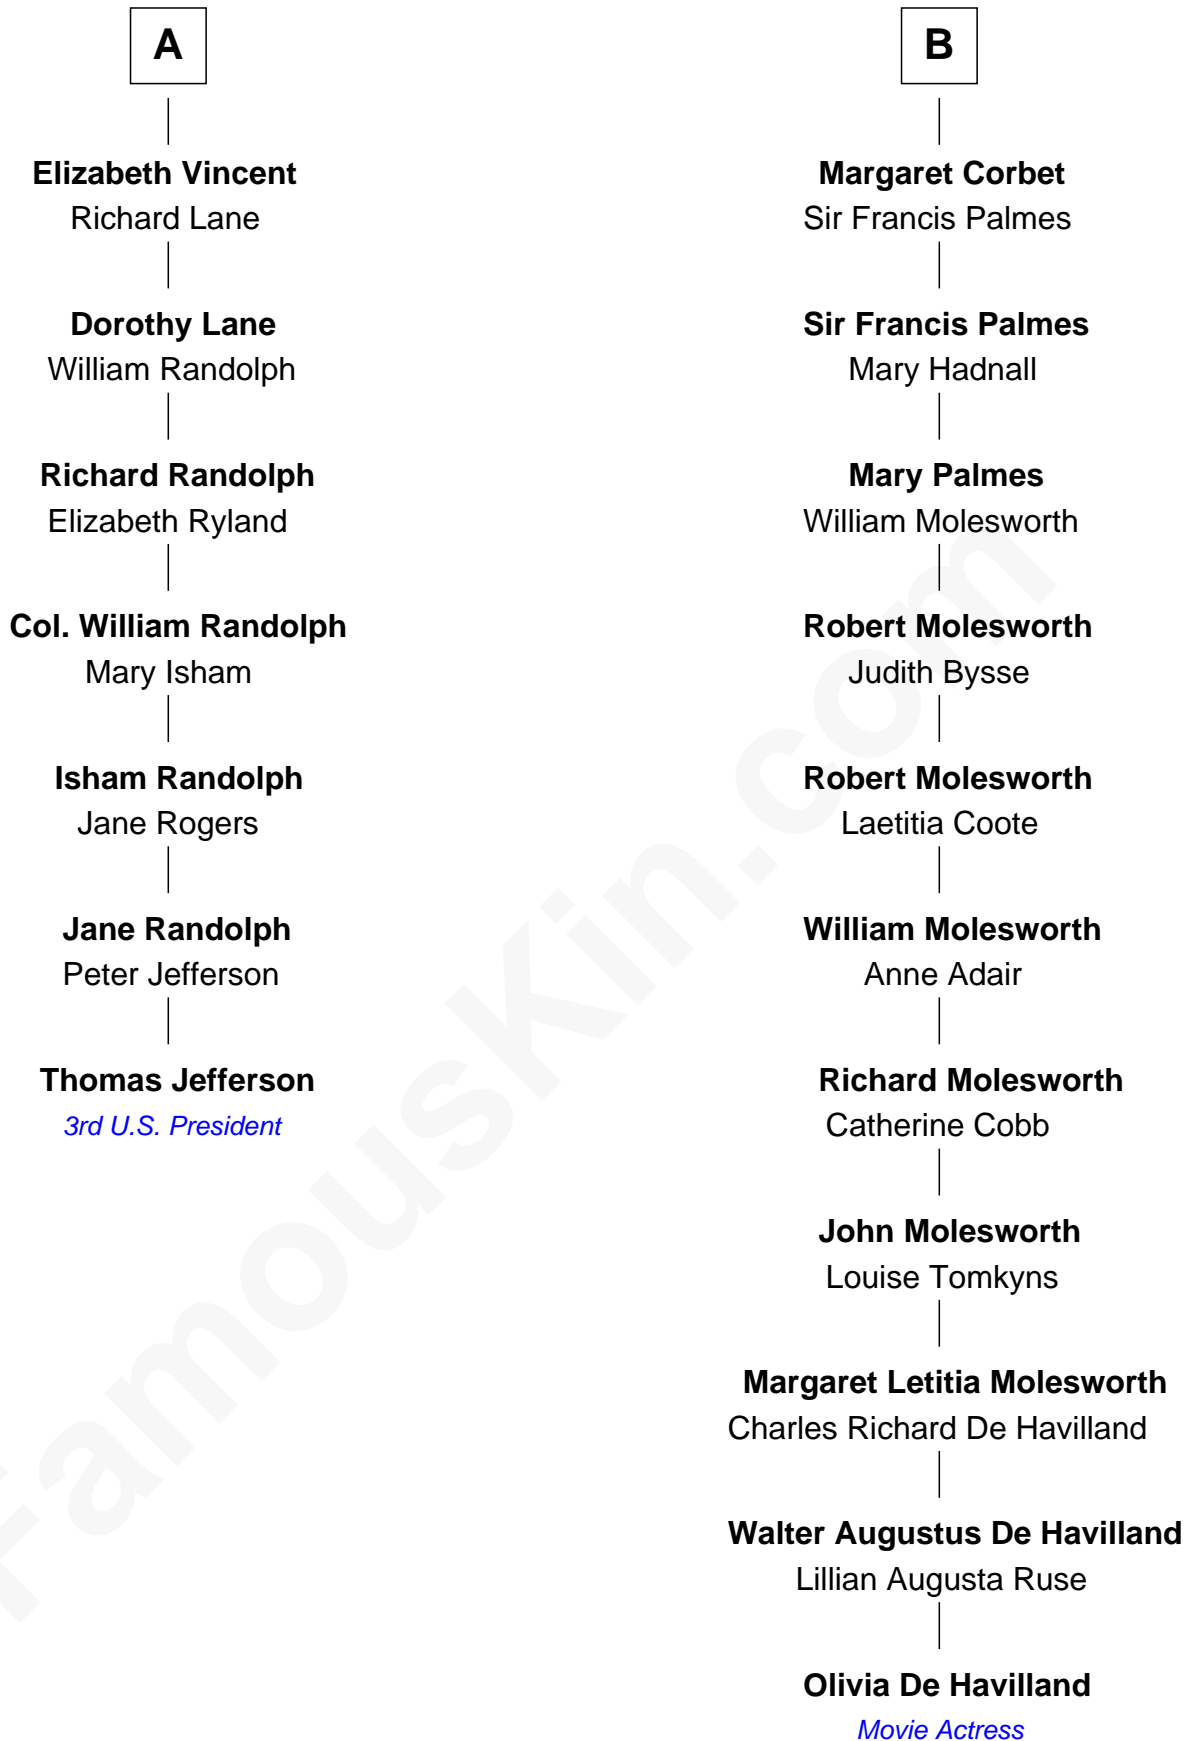 A
Elizabeth Vincent
Richard Lane
Dorothy Lane
William Randolph
Richard Randolph
Elizabeth Ryland
Col. William Randolph
Mary Isham
Isham Randolph
Jane Rogers
Jane Randolph
Peter Jefferson
Thomas Jefferson
3rd U.S. President
B
Margaret Corbet
Sir Francis Palmes
Sir Francis Palmes
Mary Hadnall
Mary Palmes
William Molesworth
Robert Molesworth
Judith Bysse
Robert Molesworth
Laetitia Coote
William Molesworth
Anne Adair
Richard Molesworth
Catherine Cobb
John Molesworth
Louise Tomkyns
Margaret Letitia Molesworth
Charles Richard De Havilland
Walter Augustus De Havilland
Lillian Augusta Ruse
Olivia De Havilland
Movie Actress
FamousKin.com